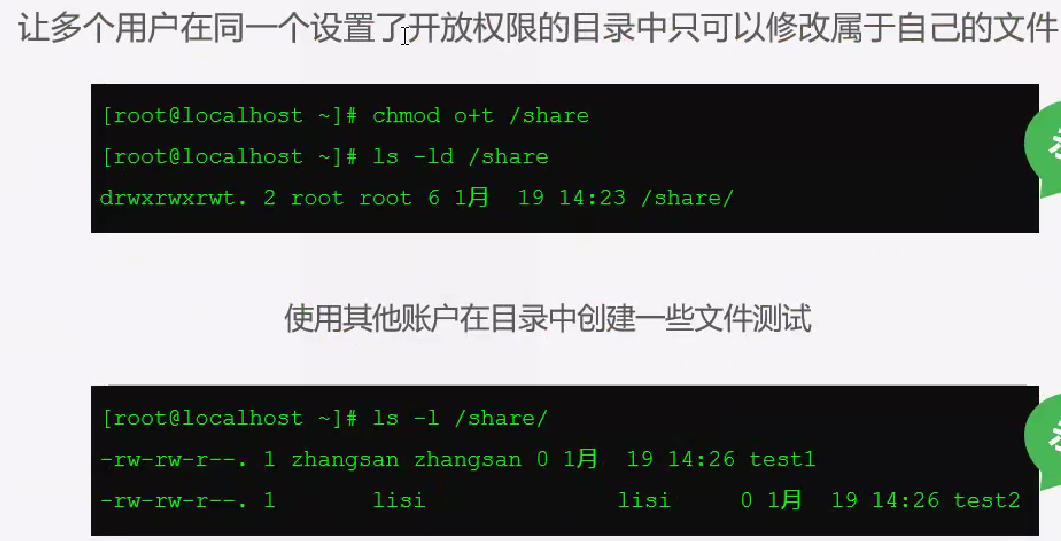 让多个用户在同一个设置了开放权限的目录中只可以修改属于自己的文件
[root@localhost ~]# chmod o+t /share
[root@localhost ~]# ls -ld /share
drwxrwxrwt. 2 root root 6 1月  19 14:23 /share/
使用其他账户在目录中创建一些文件测试
[root@localhost ~]# ls -l /share/
-rw-rw-r--. 1 zhangsan zhangsan 0 1月  19 14:26 test1
-rw-rw-r--. 1 lisi lisi 0 1月  19 14:26 test2